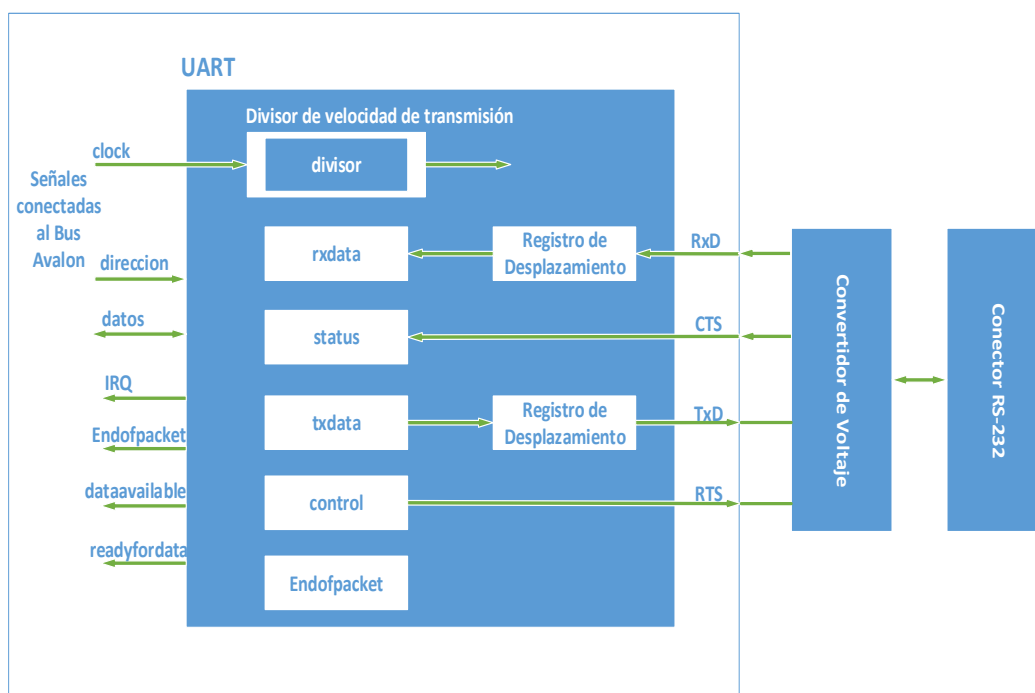 UART
Divisor de velocidad de transmisión
clock
divisor
Señales
conectadas
al Bus
Avalon
direccion
rxdata
Registro de
Desplazamiento
RxD
datos
status
CTS
IRQ
txdata
Registro de
Desplazamiento
TxD
Endofpacket
dataavailable
control
RTS
readyfordata
Endofpacket
Convertidor de Voltaje
Conector RS-232